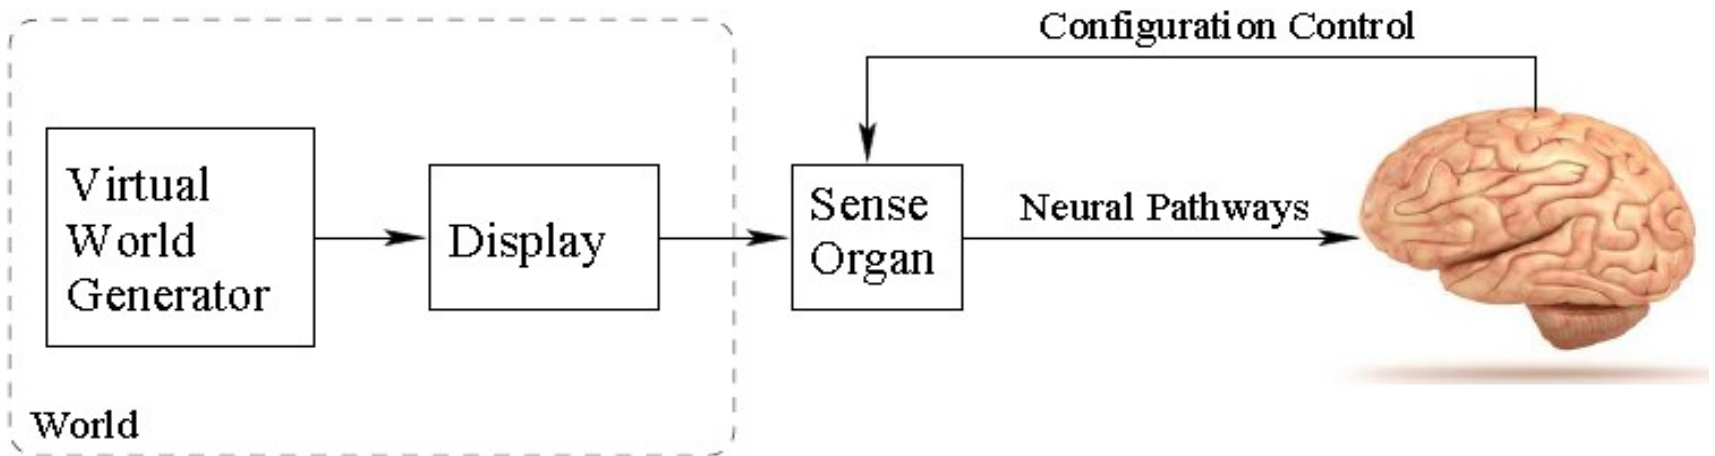 Configuration Control
Virtual
World
Generator
Display
Sense
Organ
Neural Pathways
World